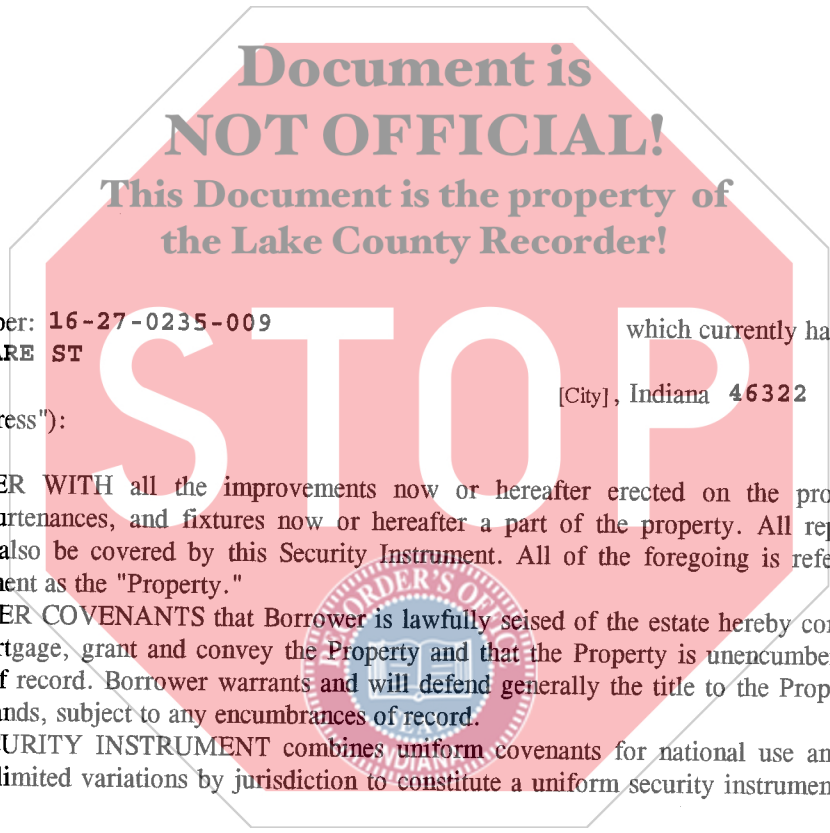 Document is
NOT OFFICIAL!
This Document is the property of
the Lake County Recorder!
STOP
ber: 16-27-0235-009 which currently ha
ARE ST
[City], Indiana 46322
ress"):
ER WITH all the improvements now or hereafter erected on the pro
urtenances, and fixtures now or hereafter a part of the property. All rep
also be covered by this Security Instrument. All of the foregoing is refe
nent as the "Property."
ER COVENANTS that Borrower is lawfully seised of the estate hereby con
rtgage, grant and convey the Property and that the Property is unencumbe
f record. Borrower warrants and will defend generally the title to the Prop
ands, subject to any encumbrances of record.
CURITY INSTRUMENT combines uniform covenants for national use an
limited variations by jurisdiction to constitute a uniform security instrumen
RECORDER'S OFFICE
INDIANA